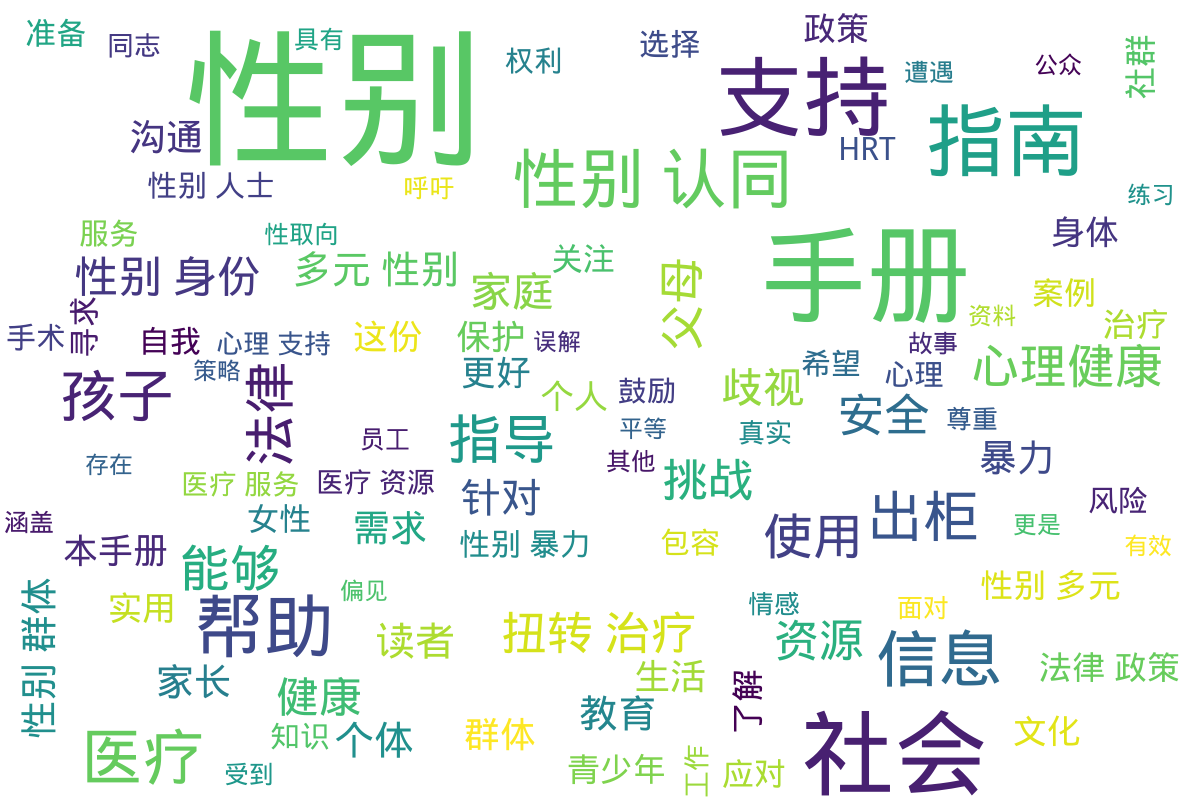 准备
同志
性别
具有
权利
选择
政策
支持
遭遇
公众
社群
沟通
HRT
指南
性别 人士
呼吁
性别 认同
练习
服务
性取向
手册
身体
性别 身份
多元 性别
家庭
关注
父母
案例
资料
治疗
手术
寻求
自我
心理 支持
这份
保护
误解
故事
策略
更好
希望
心理
心理健康
孩子
法律
个人
鼓励
歧视
安全
尊重
员工
指导
平等
真实
存在
其他
挑战
暴力
医疗 服务
医疗 资源
针对
使用
出柜
风险
涵盖
女性
需求
更是
本手册
能够
性别 暴力
包容
有效
性别 群体
实用
帮助
偏见
情感
面对
性别 多元
读者
扭转 治疗
资源
信息
法律 政策
家长
健康
生活
了解
医疗
知识
个体
群体
教育
社会
文化
受到
青少年
工作
应对